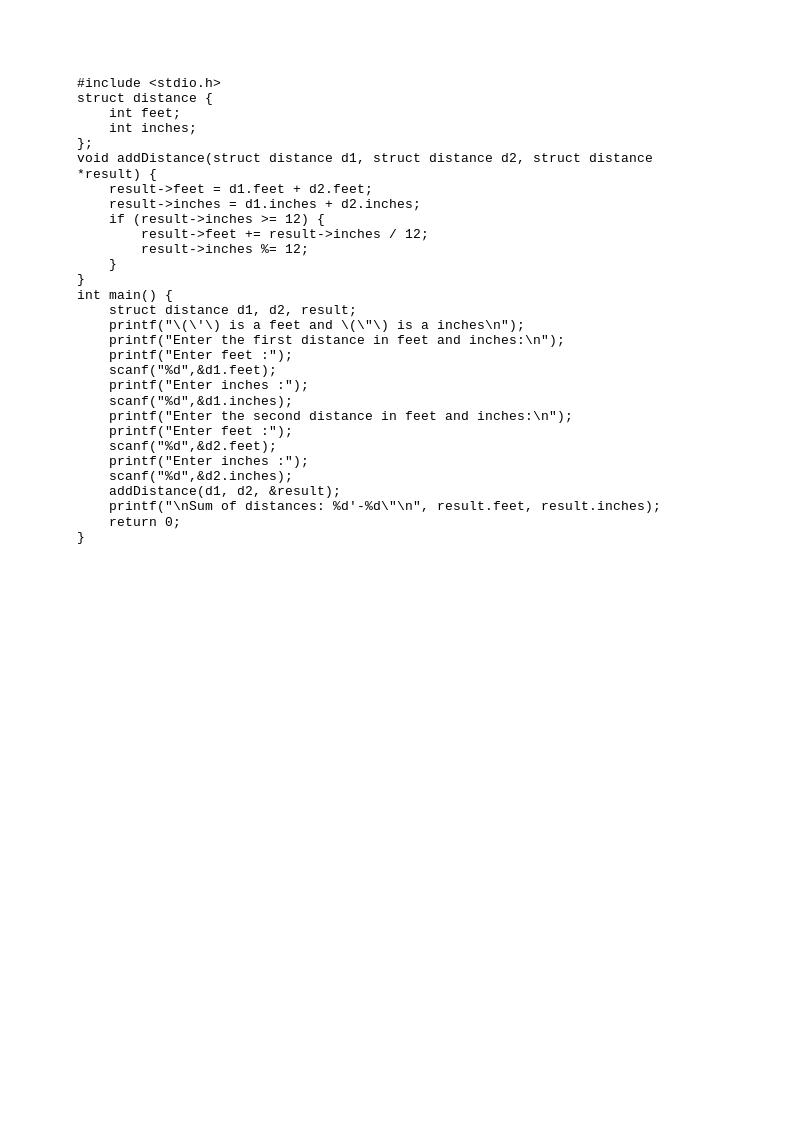 #include <stdio.h>
struct distance {
    int feet;
    int inches;
};
void addDistance(struct distance d1, struct distance d2, struct distance
*result) {
    result->feet = d1.feet + d2.feet;
    result->inches = d1.inches + d2.inches;
    if (result->inches >= 12) {
        result->feet += result->inches / 12;
        result->inches %= 12;
    }
}
int main() {
    struct distance d1, d2, result;
    printf("\(\'\) is a feet and \(\"\) is a inches\n");
    printf("Enter the first distance in feet and inches:\n");
    printf("Enter feet :");
    scanf("%d",&d1.feet);
    printf("Enter inches :");
    scanf("%d",&d1.inches);
    printf("Enter the second distance in feet and inches:\n");
    printf("Enter feet :");
    scanf("%d",&d2.feet);
    printf("Enter inches :");
    scanf("%d",&d2.inches);
    addDistance(d1, d2, &result);
    printf("\nSum of distances: %d'-%d\"\n", result.feet, result.inches);
    return 0;
}